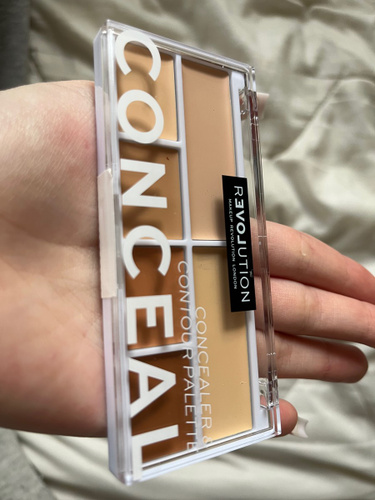 CONCEAL
CONCEALER
CONTOUR PALETTE
REVOLUTION
MAKEUP REVOLUTION LONDON